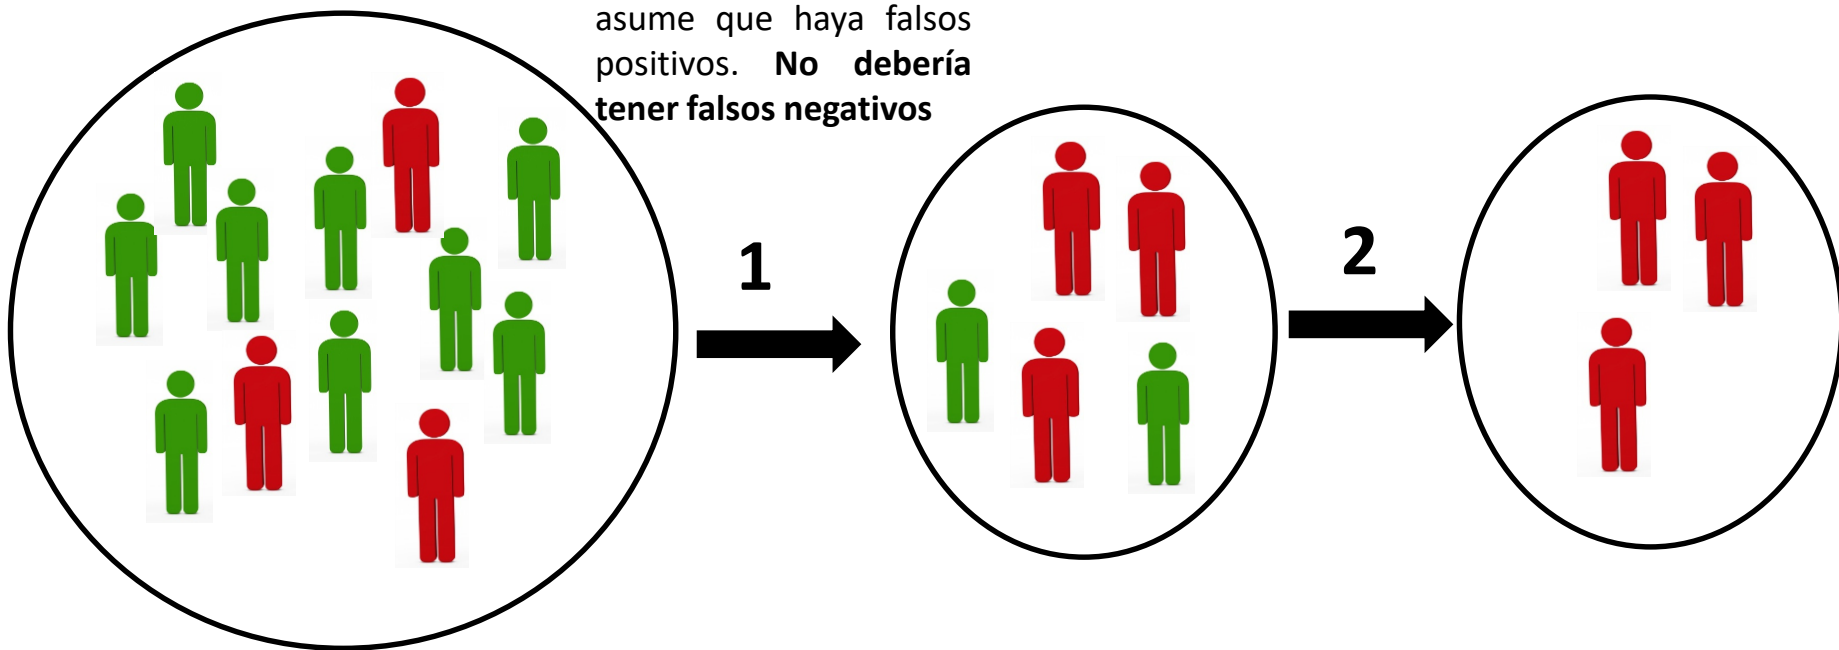 asume que haya falsos
positivos. No debería
tener falsos negativos
1
2